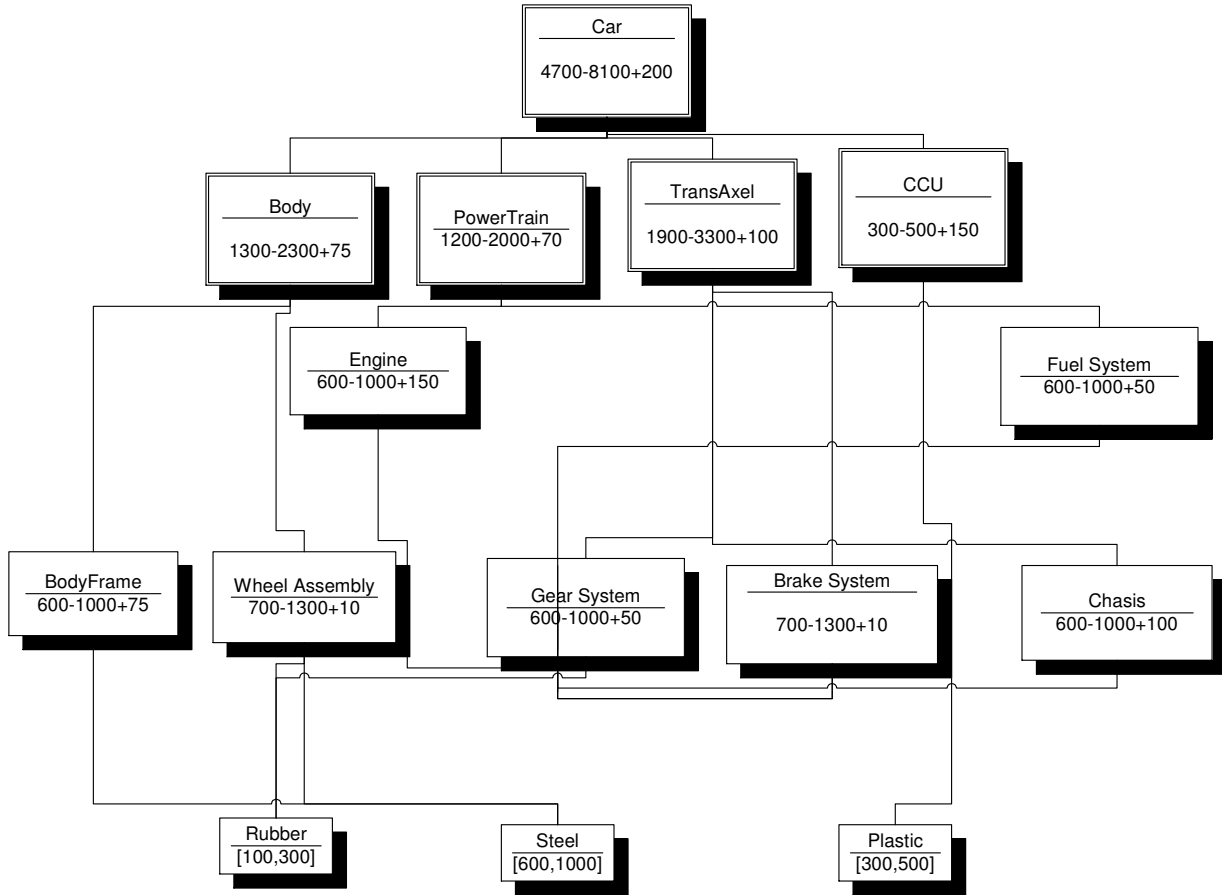 Car
4700-8100+200
Body
1300-2300+75
PowerTrain
1200-2000+70
TransAxel
1900-3300+100
CCU
300-500+150
Engine
600-1000+150
Fuel System
600-1000+50
BodyFrame
600-1000+75
Wheel Assembly
700-1300+10
Gear System
600-1000+50
Brake System
700-1300+10
Chasis
600-1000+100
Rubber
[100,300]
Steel
[600,1000]
Plastic
[300,500]